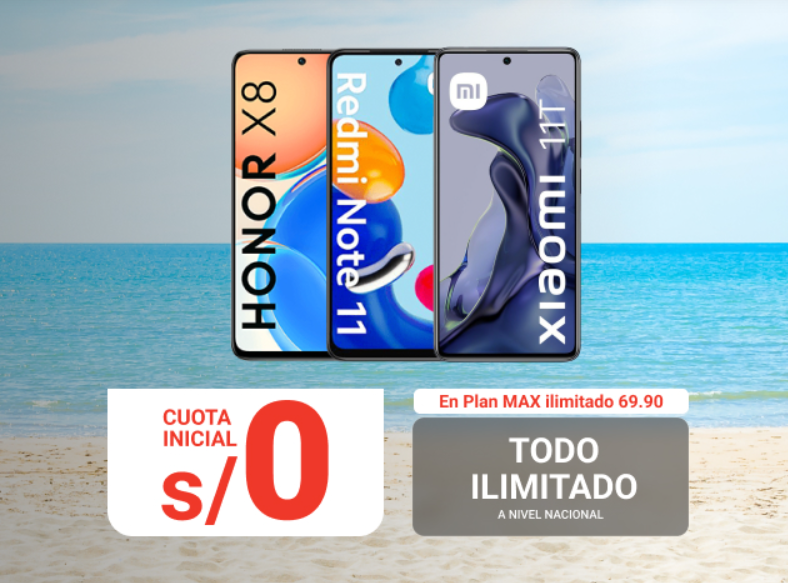 HONOR X8
Redmi Note 11
mi
xiaomi 11T
CUOTA
INICIAL
s/0
En Plan MAX ilimitado 69.90
TODO
ILIMITADO
A NIVEL NACIONAL